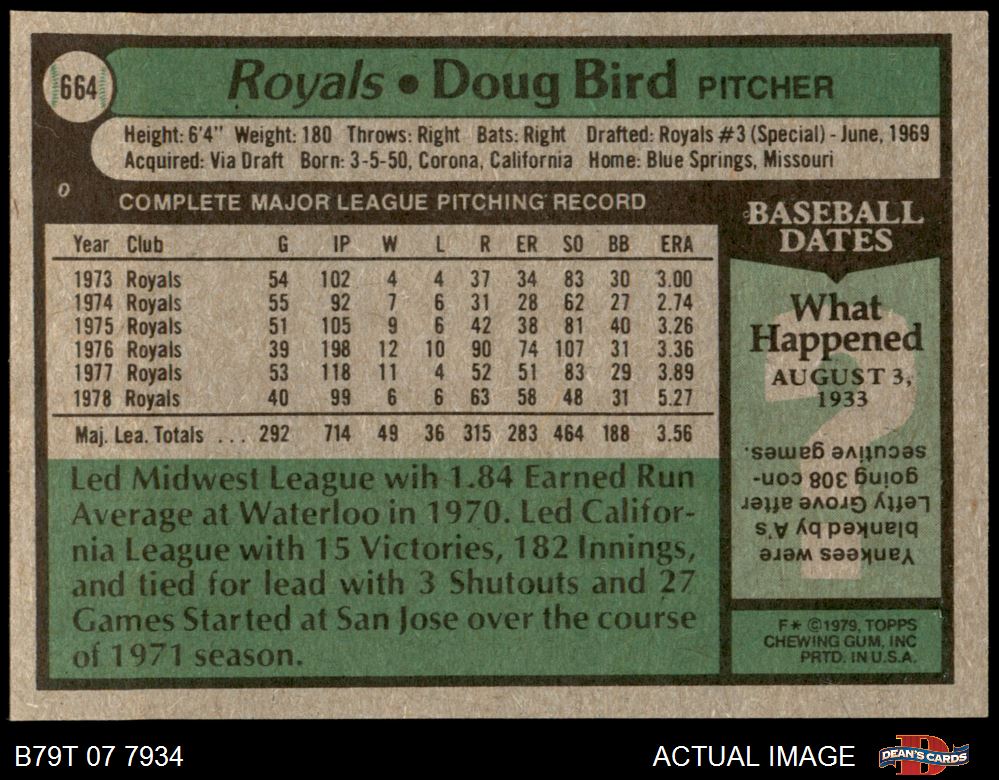 664
Royals • Doug Bird PITCHER
Height: 6'4" Weight: 180 Throws: Right Bats: Right Drafted: Royals #3 (Special) - June, 1969
Acquired: Via Draft Born: 3-5-50, Corona, California Home: Blue Springs, Missouri
COMPLETE MAJOR LEAGUE PITCHING RECORD
Year Club G IP W L R ER SO BB ERA
1973 Royals 54 102 4 4 37 34 83 30 3.00
1974 Royals 55 92 7 6 31 28 62 27 2.74
1975 Royals 51 105 9 6 42 38 81 40 3.26
1976 Royals 39 198 12 10 90 74 107 31 3.36
1977 Royals 53 118 11 4 52 51 83 29 3.89
1978 Royals 40 99 6 6 63 58 48 31 5.27
Maj. Lea. Totals ... 292 714 49 36 315 283 464 188 3.56
Led Midwest League wih 1.84 Earned Run
Average at Waterloo in 1970. Led Califor-
nia League with 15 Victories, 182 Innings,
and tied for lead with 3 Shutouts and 27
Games Started at San Jose over the course
of 1971 season.
BASEBALL
DATES
What
Happened
AUGUST 3,
1933
?
Yankees were
blanked by A's
Lefty Grove after
going 308 con-
secutive games.
F* ©1979, TOPPS
CHEWING GUM, INC
PRTD. IN U.S.A.
B79T 07 7934
ACTUAL IMAGE
DEAN'S CARDS